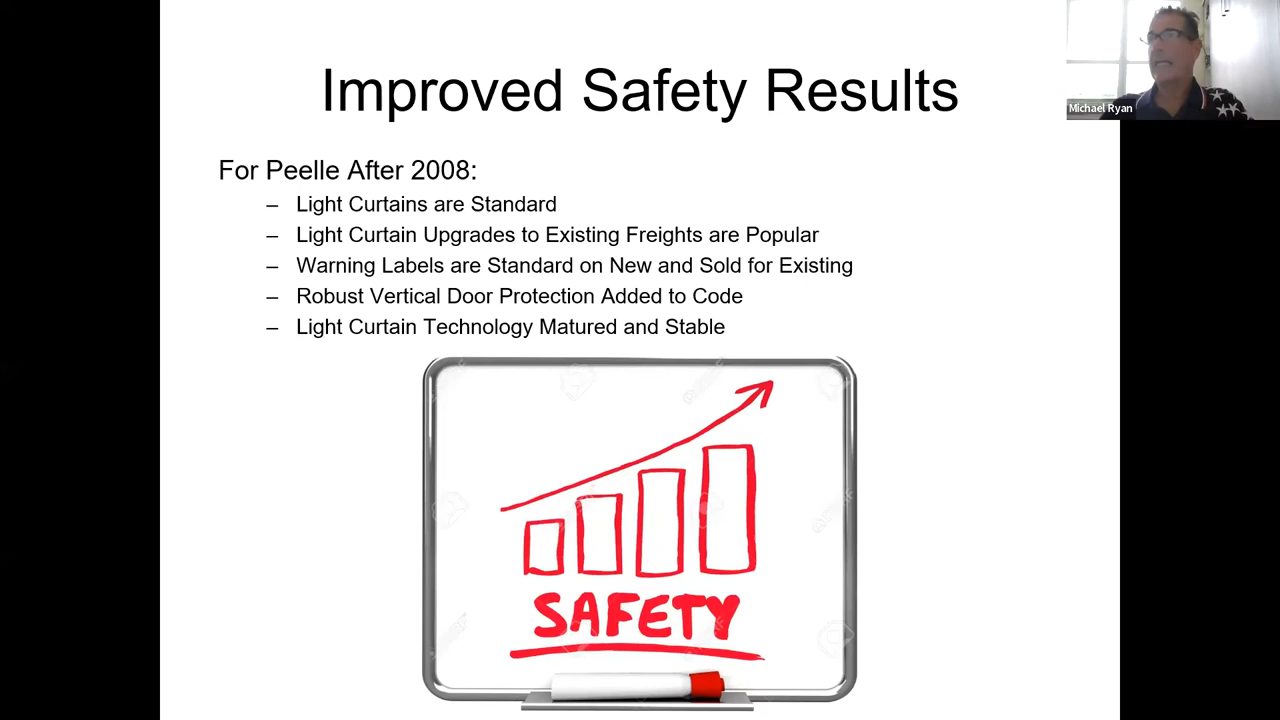 Improved Safety Results
Michael Ryan
For Peelle After 2008:
– Light Curtains are Standard
– Light Curtain Upgrades to Existing Freights are Popular
– Warning Labels are Standard on New and Sold for Existing
– Robust Vertical Door Protection Added to Code
– Light Curtain Technology Matured and Stable
SAFETY